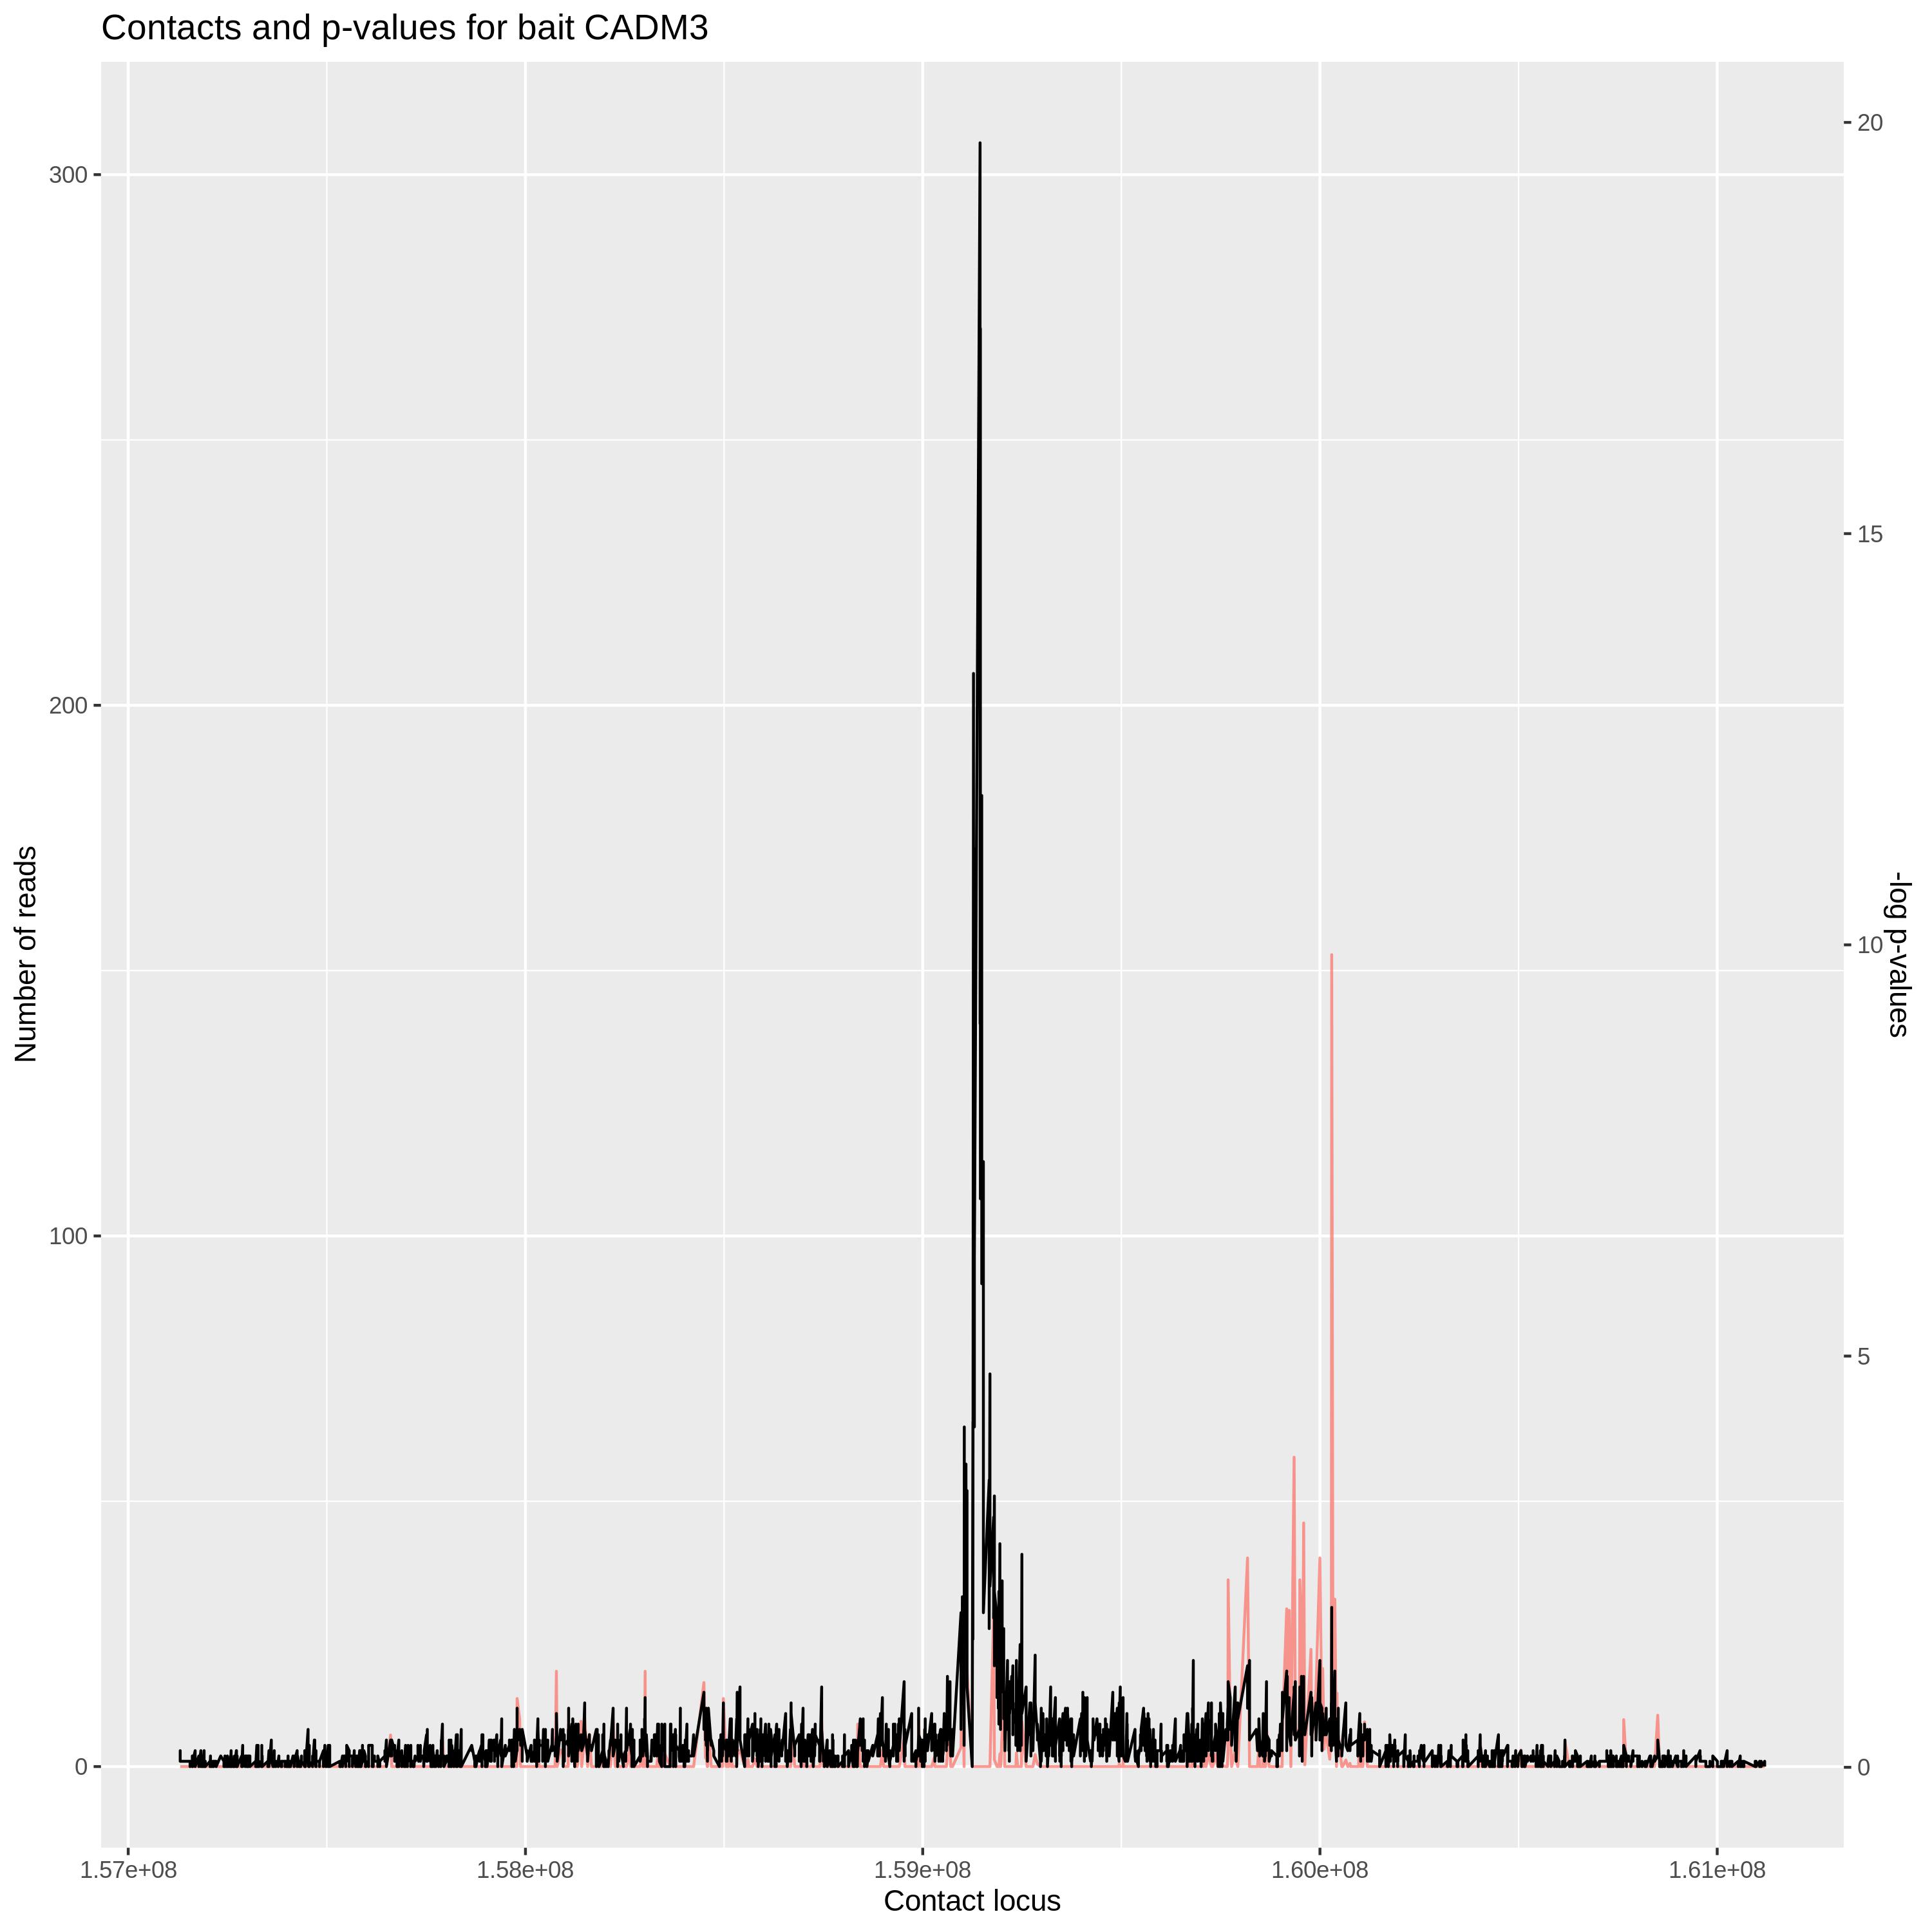 Contacts and p-values for bait CADM3
300
200
100
0
Number of reads
20
15
10
5
0
-log p-values
1.57e+08
1.58e+08
1.59e+08
1.60e+08
1.61e+08
Contact locus